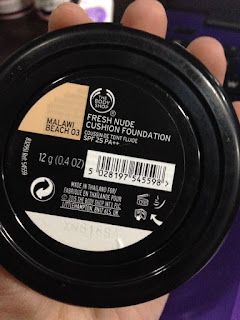 THE
BODY
SHOP®
MALAWI
BEACH 03
FRESH NUDE
CUSHION FOUNDATION
COUSSIN DE TEINT FLUIDE
SPF 25 PA++
12 g (0.4 OZ)
5 028197 545598 >
MADE IN THAILAND FOR/
FABRIQUÉ EN THAÏLANDE POUR
© 2015 THE BODY SHOP INT'L PLC
LITTLEHAMPTON, BN17 6LS, UK